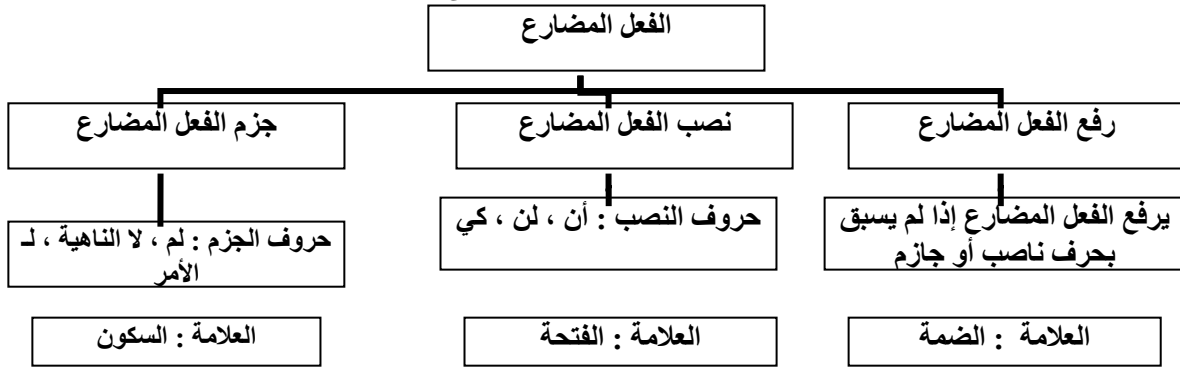 الفعل المضارع
رفع الفعل المضارع
نصب الفعل المضارع
جزم الفعل المضارع
يرفع الفعل المضارع إذا لم يسبق
بحرف ناصب أو جازم
حروف النصب : أن ، لن ، كي
حروف الجزم : لم ، لا الناهية ، لـ
الأمر
العلامة : الضمة
العلامة : الفتحة
العلامة : السكون